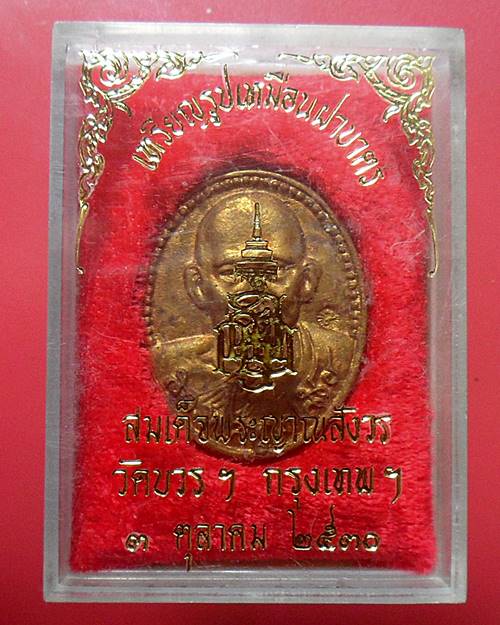 เหรียญรูปเหมือนฝาบาตร
สมเด็จพระญาณสังวร
วัดบวรฯ กรุงเทพฯ
๓ ตุลาคม ๒๕๓๑